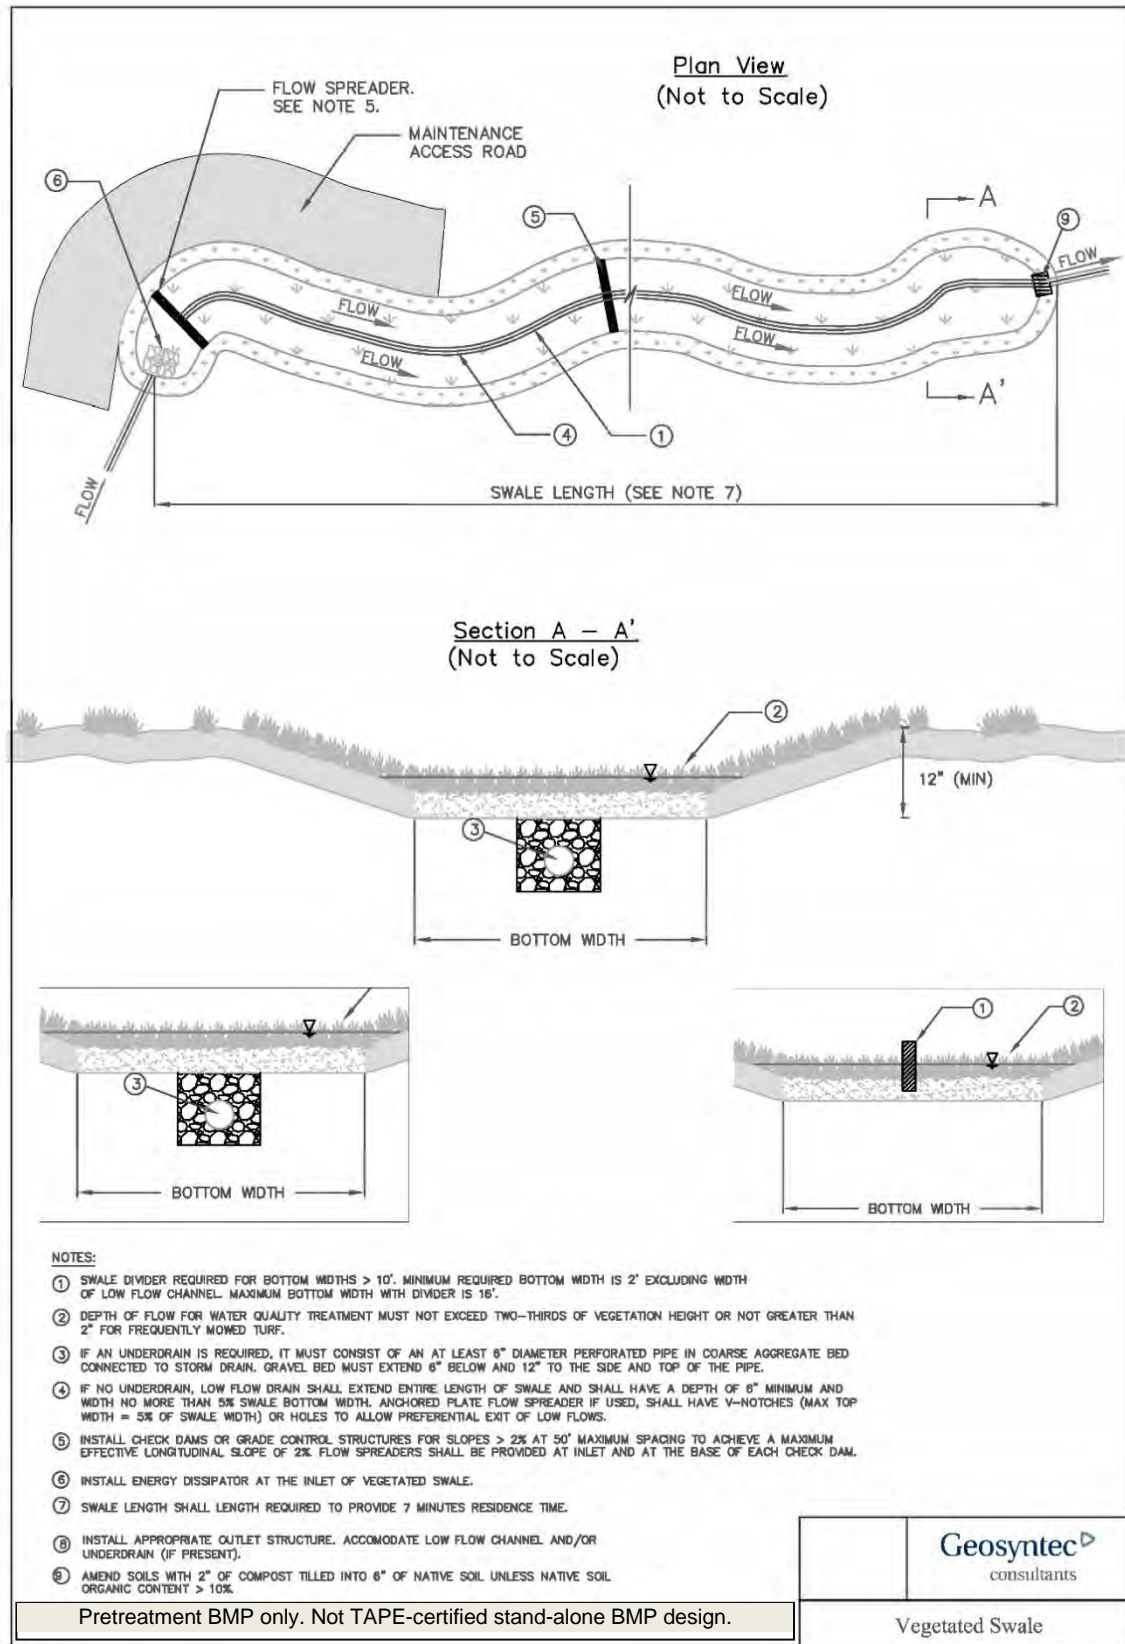 Plan View
(Not to Scale)
FLOW SPREADER.
SEE NOTE 5.
MAINTENANCE
ACCESS ROAD
6
5
A
9
FLOW
FLOW
FLOW
FLOW
FLOW
A'
4
1
FLOW
SWALE LENGTH (SEE NOTE 7)
Section A – A'
(Not to Scale)
2
12" (MIN)
3
BOTTOM WIDTH
1
2
3
BOTTOM WIDTH
BOTTOM WIDTH
NOTES:
1 SWALE DIVIDER REQUIRED FOR BOTTOM WIDTHS > 10'. MINIMUM REQUIRED BOTTOM WIDTH IS 2' EXCLUDING WIDTH
OF LOW FLOW CHANNEL. MAXIMUM BOTTOM WIDTH WITH DIVIDER IS 16'.
2 DEPTH OF FLOW FOR WATER QUALITY TREATMENT MUST NOT EXCEED TWO-THIRDS OF VEGETATION HEIGHT OR NOT GREATER THAN
2" FOR FREQUENTLY MOWED TURF.
3 IF AN UNDERDRAIN IS REQUIRED, IT MUST CONSIST OF AN AT LEAST 6" DIAMETER PERFORATED PIPE IN COARSE AGGREGATE BED
CONNECTED TO STORM DRAIN. GRAVEL BED MUST EXTEND 6" BELOW AND 12" TO THE SIDE AND TOP OF THE PIPE.
4 IF NO UNDERDRAIN, LOW FLOW DRAIN SHALL EXTEND ENTIRE LENGTH OF SWALE AND SHALL HAVE A DEPTH OF 6" MINIMUM AND
WIDTH NO MORE THAN 5% SWALE BOTTOM WIDTH. ANCHORED PLATE FLOW SPREADER IF USED, SHALL HAVE V-NOTCHES (MAX TOP
WIDTH = 5% OF SWALE WIDTH) OR HOLES TO ALLOW PREFERENTIAL EXIT OF LOW FLOWS.
5 INSTALL CHECK DAMS OR GRADE CONTROL STRUCTURES FOR SLOPES > 2% AT 50' MAXIMUM SPACING TO ACHIEVE A MAXIMUM
EFFECTIVE LONGITUDINAL SLOPE OF 2%. FLOW SPREADERS SHALL BE PROVIDED AT INLET AND AT THE BASE OF EACH CHECK DAM.
6 INSTALL ENERGY DISSIPATOR AT THE INLET OF VEGETATED SWALE.
7 SWALE LENGTH SHALL LENGTH REQUIRED TO PROVIDE 7 MINUTES RESIDENCE TIME.
8 INSTALL APPROPRIATE OUTLET STRUCTURE. ACCOMODATE LOW FLOW CHANNEL AND/OR
UNDERDRAIN (IF PRESENT).
9 AMEND SOILS WITH 2" OF COMPOST TILLED INTO 6" OF NATIVE SOIL UNLESS NATIVE SOIL
ORGANIC CONTENT > 10%.
Pretreatment BMP only. Not TAPE-certified stand-alone BMP design.
Geosyntec
consultants
Vegetated Swale